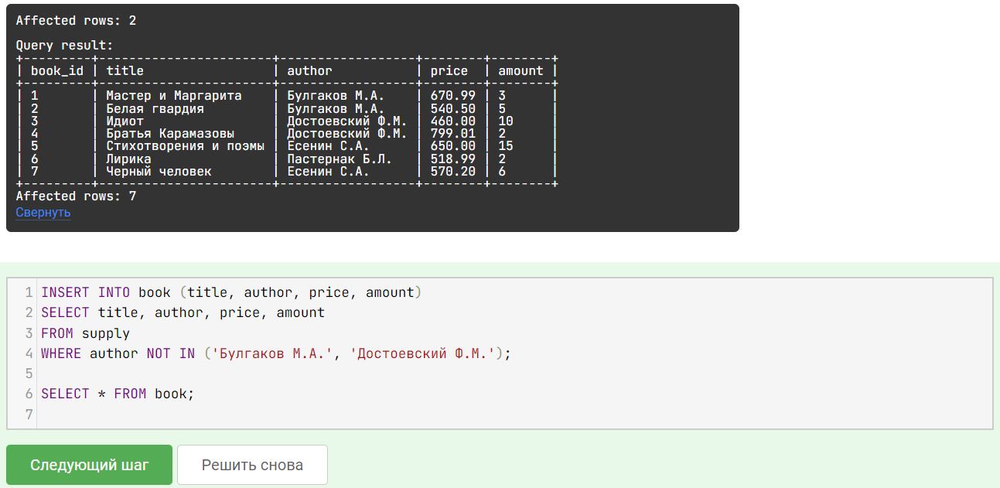 Affected rows: 2
Query result:
+---------+-----------------------+------------------+--------+--------+
| book_id | title                 | author           | price  | amount |
+---------+-----------------------+------------------+--------+--------+
| 1       | Мастер и Маргарита    | Булгаков М.А.    | 670.99 | 3      |
| 2       | Белая гвардия         | Булгаков М.А.    | 540.50 | 5      |
| 3       | Идиот                 | Достоевский Ф.М. | 460.00 | 10     |
| 4       | Братья Карамазовы     | Достоевский Ф.М. | 799.01 | 2      |
| 5       | Стихотворения и поэмы | Есенин С.А.      | 650.00 | 15     |
| 6       | Лирика                | Пастернак Б.Л.   | 518.99 | 2      |
| 7       | Черный человек        | Есенин С.А.      | 570.20 | 6      |
+---------+-----------------------+------------------+--------+--------+
Affected rows: 7
Свернуть
1 INSERT INTO book (title, author, price, amount)
2 SELECT title, author, price, amount
3 FROM supply
4 WHERE author NOT IN ('Булгаков М.А.', 'Достоевский Ф.М.');
5
6 SELECT * FROM book;
7
Следующий шаг
Решить снова